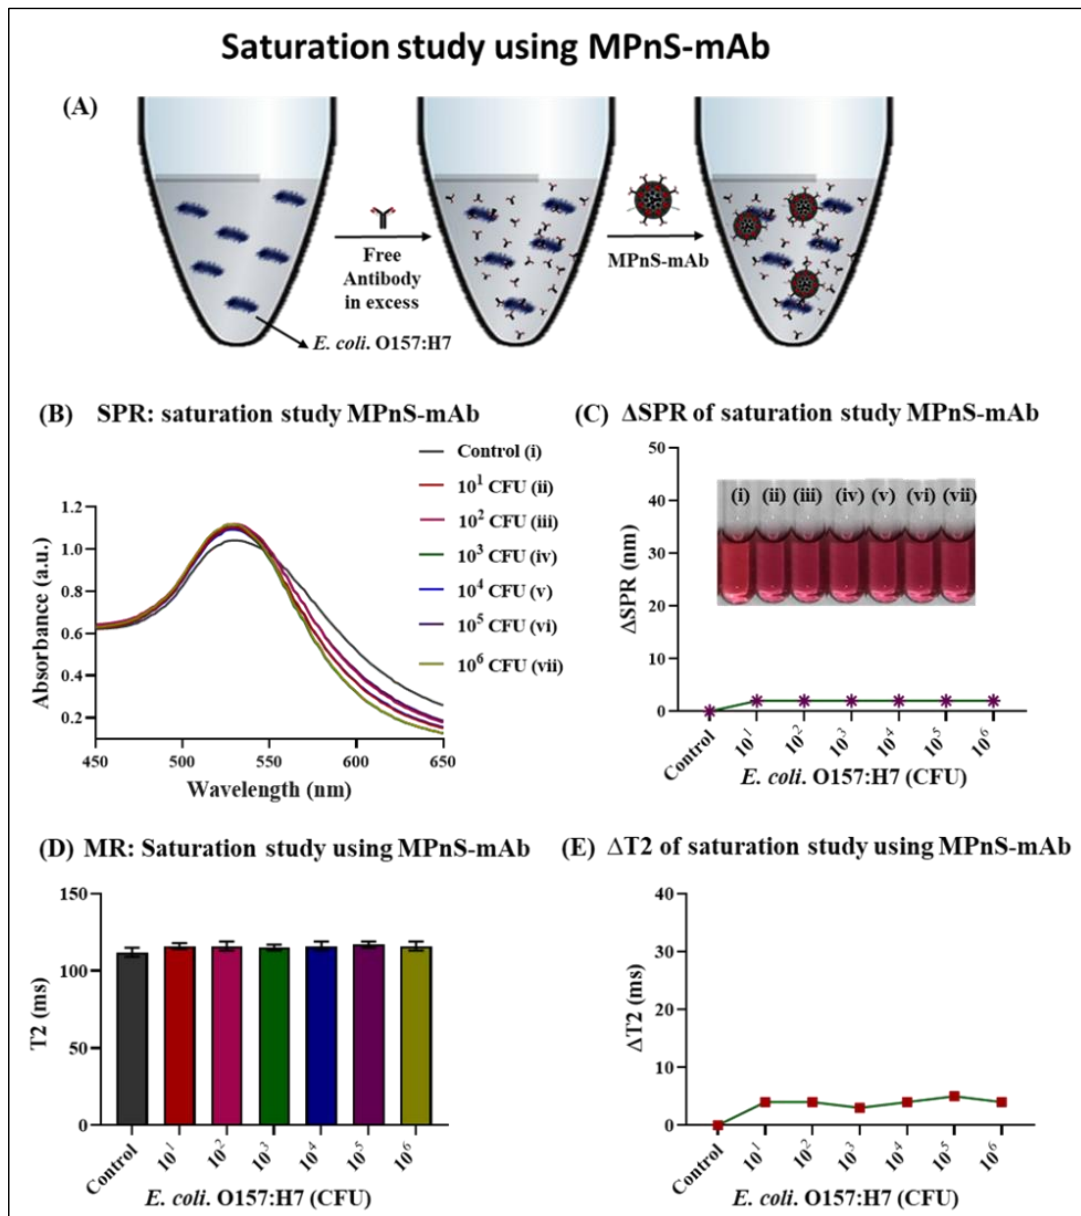 Saturation study using MPnS-mAb
(A)
Free
Antibody
in excess
MPnS-mAb
E. coli. O157:H7
(B) SPR: saturation study MPnS-mAb
Control (i)
10¹ CFU (ii)
10² CFU (iii)
10³ CFU (iv)
10⁴ CFU (v)
10⁵ CFU (vi)
10⁶ CFU (vii)
Absorbance (a.u.)
1.2
1.0
0.8
0.6
0.4
0.2
450 500 550 600 650
Wavelength (nm)
(C) ΔSPR of saturation study MPnS-mAb
ΔSPR (nm)
50
40
30
20
10
0
(i) (ii) (iii) (iv) (v) (vi) (vii)
Control 10¹ 10² 10³ 10⁴ 10⁵ 10⁶
E. coli. O157:H7 (CFU)
(D) MR: Saturation study using MPnS-mAb
T2 (ms)
150
100
50
0
Control 10¹ 10² 10³ 10⁴ 10⁵ 10⁶
E. coli. O157:H7 (CFU)
(E) ΔT2 of saturation study using MPnS-mAb
ΔT2 (ms)
40
30
20
10
0
Control 10¹ 10² 10³ 10⁴ 10⁵ 10⁶
E. coli. O157:H7 (CFU)